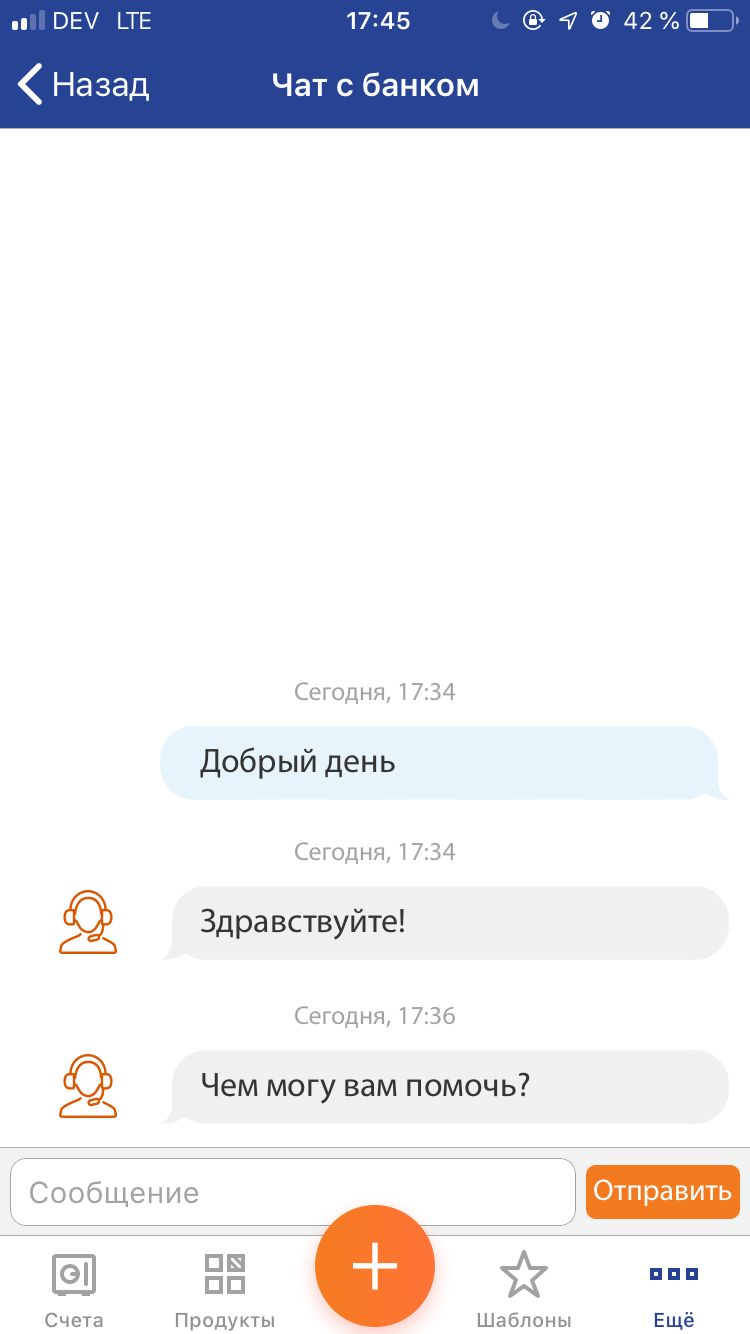 DEV LTE 17:45 42 %
Назад Чат с банком
Сегодня, 17:34
Добрый день
Сегодня, 17:34
Здравствуйте!
Сегодня, 17:36
Чем могу вам помочь?
Сообщение Отправить
Счета Продукты Шаблоны Ещё